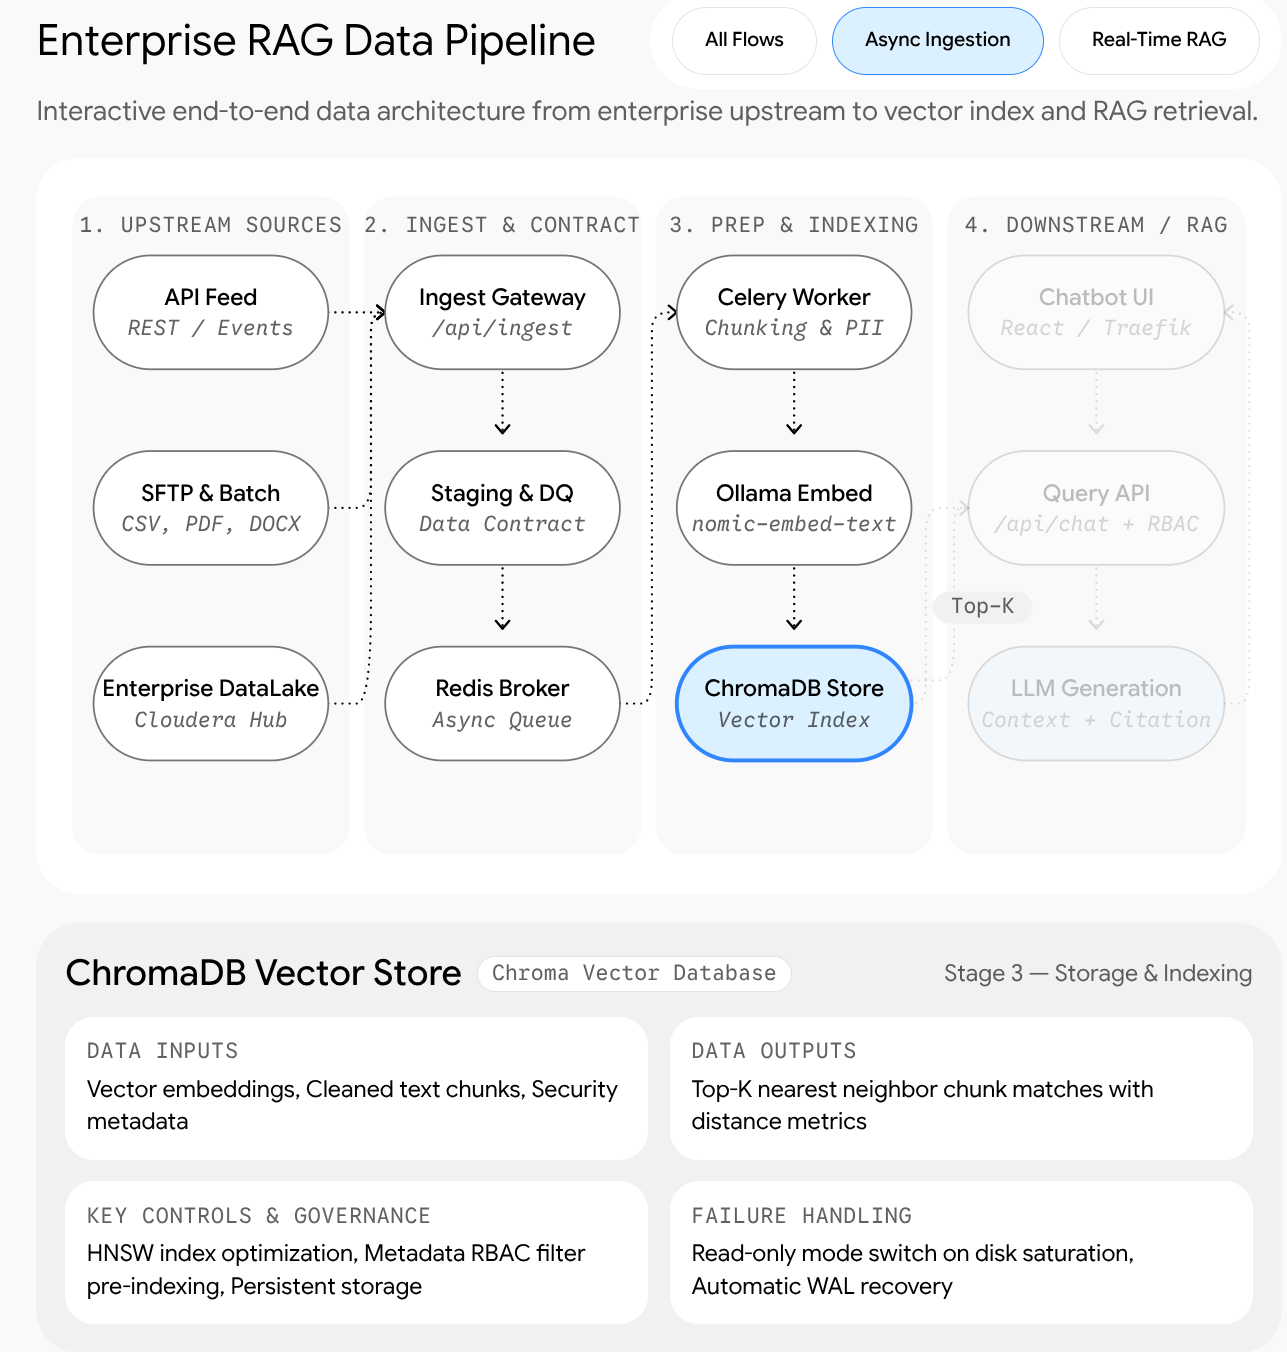 Enterprise RAG Data Pipeline
All Flows
Async Ingestion
Real-Time RAG
Interactive end-to-end data architecture from enterprise upstream to vector index and RAG retrieval.
1. UPSTREAM SOURCES
API Feed
REST / Events
SFTP & Batch
CSV, PDF, DOCX
Enterprise DataLake
Cloudera Hub
2. INGEST & CONTRACT
Ingest Gateway
/api/ingest
Staging & DQ
Data Contract
Redis Broker
Async Queue
3. PREP & INDEXING
Celery Worker
Chunking & PII
Ollama Embed
nomic-embed-text
ChromaDB Store
Vector Index
Top-K
4. DOWNSTREAM / RAG
Chatbot UI
React / Traefik
Query API
/api/chat + RBAC
LLM Generation
Context + Citation
ChromaDB Vector Store
Chroma Vector Database
Stage 3 — Storage & Indexing
DATA INPUTS
Vector embeddings, Cleaned text chunks, Security
metadata
DATA OUTPUTS
Top-K nearest neighbor chunk matches with
distance metrics
KEY CONTROLS & GOVERNANCE
HNSW index optimization, Metadata RBAC filter
pre-indexing, Persistent storage
FAILURE HANDLING
Read-only mode switch on disk saturation,
Automatic WAL recovery